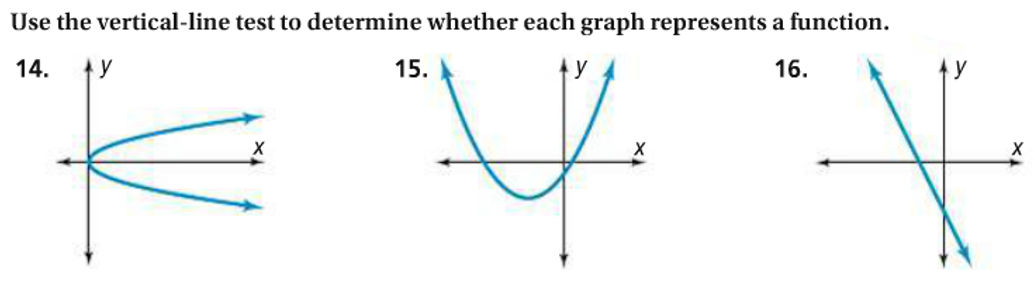 Use the vertical-line test to determine whether each graph represents a function.
14. y
x
15. y
x
16. y
x